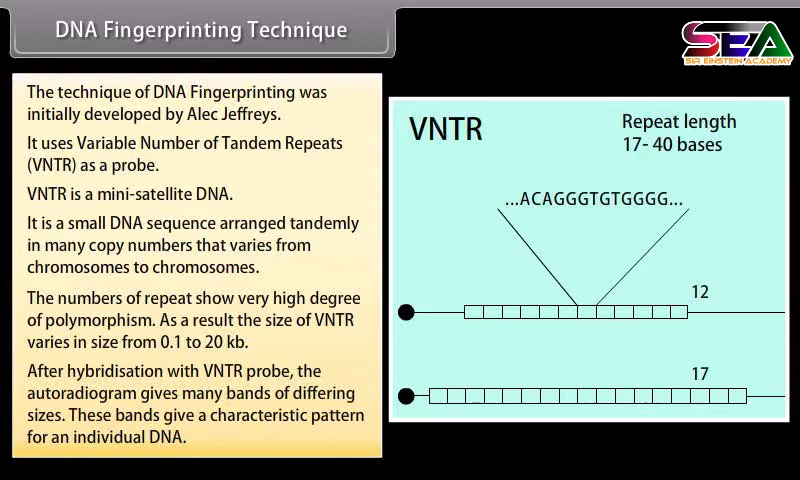 DNA Fingerprinting Technique
SEA
SIR EINSTEIN ACADEMY
The technique of DNA Fingerprinting was
initially developed by Alec Jeffreys.
It uses Variable Number of Tandem Repeats
(VNTR) as a probe.
VNTR is a mini-satellite DNA.
It is a small DNA sequence arranged tandemly
in many copy numbers that varies from
chromosomes to chromosomes.
The numbers of repeat show very high degree
of polymorphism. As a result the size of VNTR
varies in size from 0.1 to 20 kb.
After hybridisation with VNTR probe, the
autoradiogram gives many bands of differing
sizes. These bands give a characteristic pattern
for an individual DNA.
VNTR
Repeat length
17- 40 bases
...ACAGGGTGTGGGG...
12
17